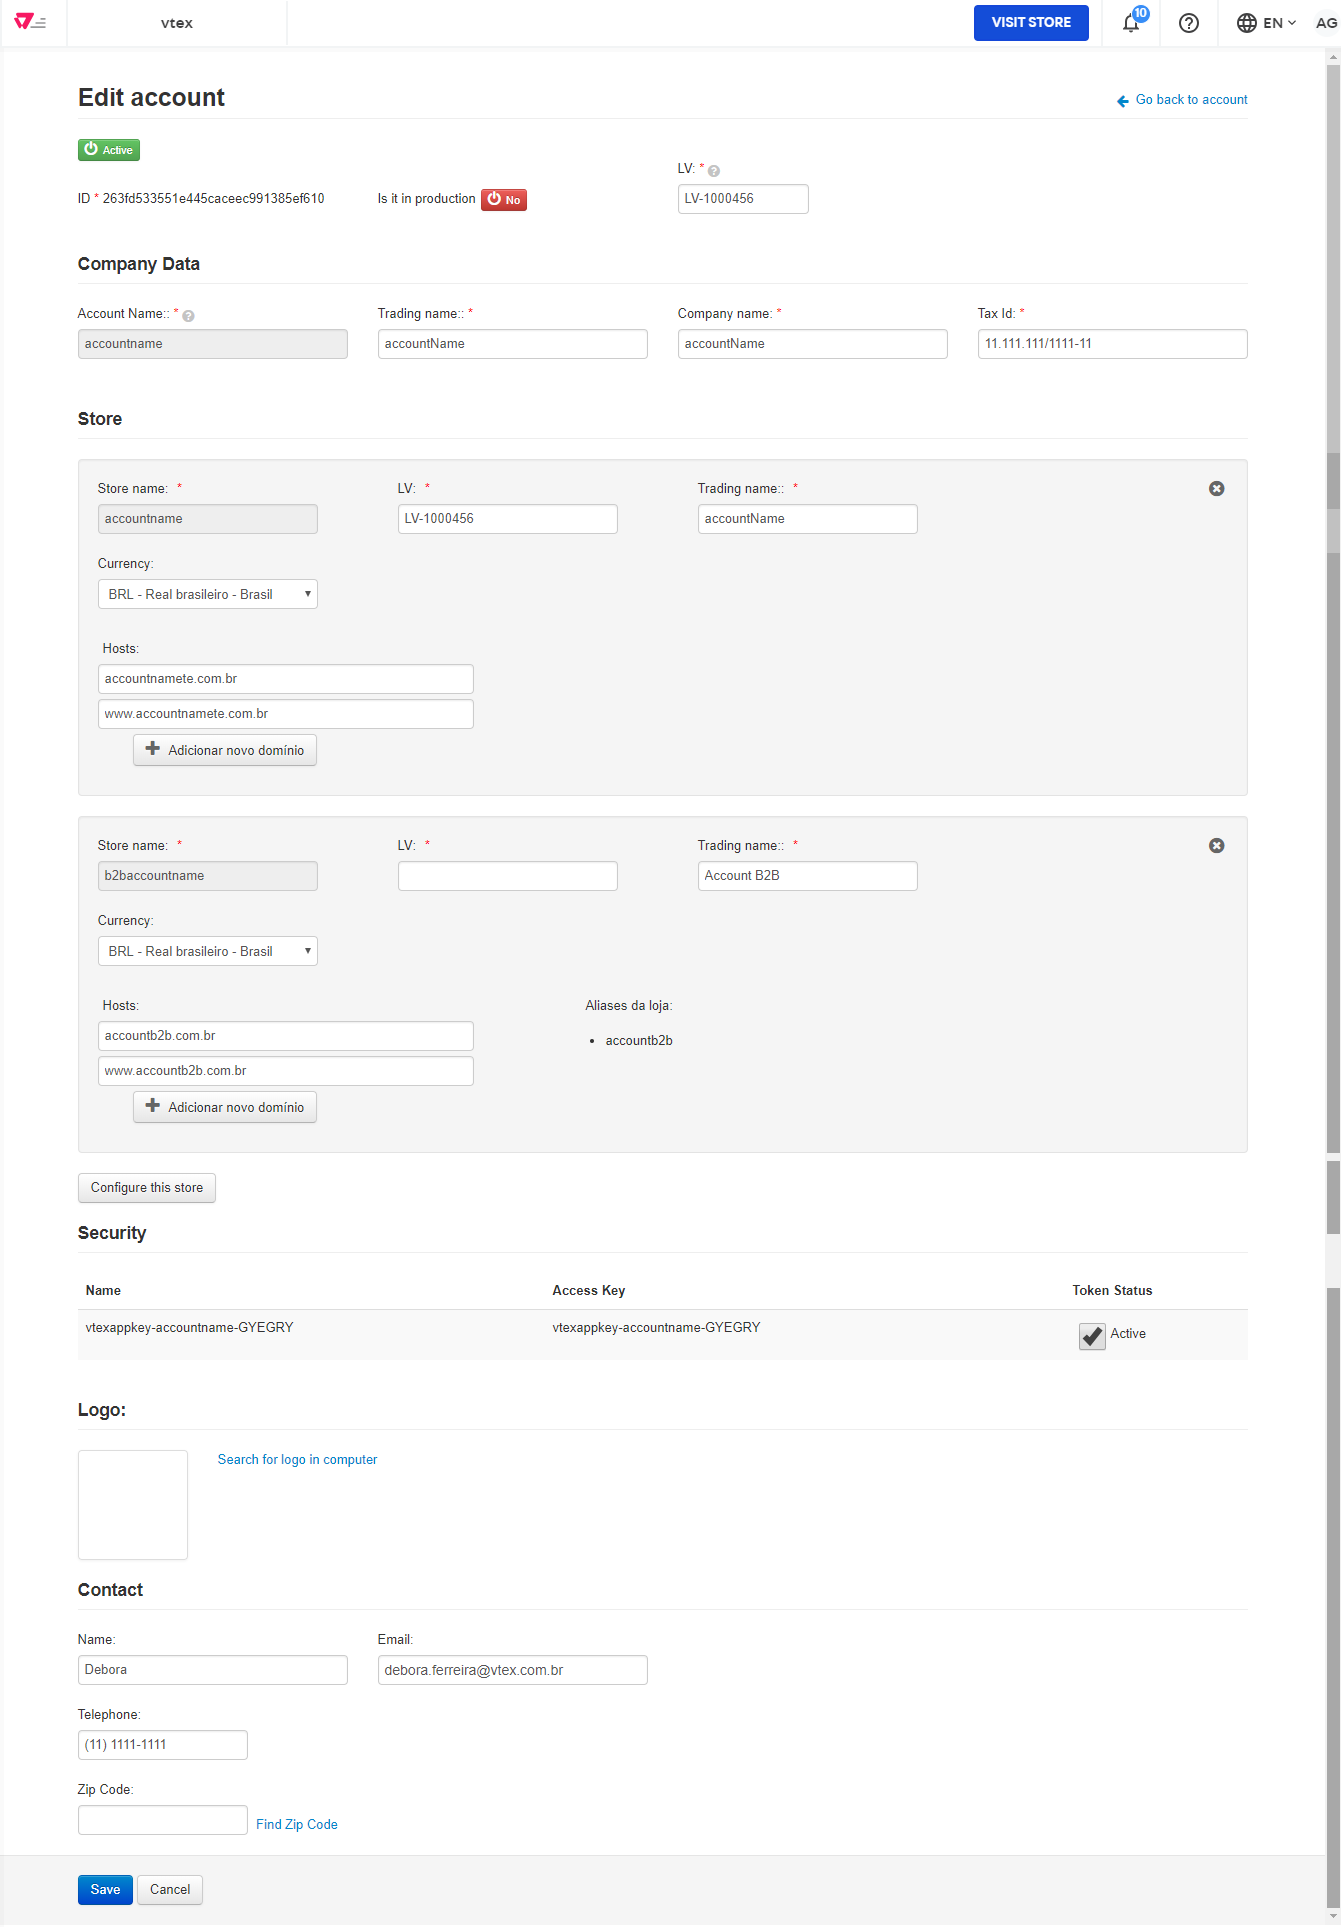 vtex
VISIT STORE
10
EN
AG
Edit account
Go back to account
Active
LV: *
ID * 263fd533551e445caceec991385ef610
Is it in production
No
LV-1000456
Company Data
Account Name:: *
Trading name:: *
Company name: *
Tax Id: *
accountname
accountName
accountName
11.111.111/1111-11
Store
Store name: *
LV: *
Trading name:: *
accountname
LV-1000456
accountName
Currency:
BRL - Real brasileiro - Brasil
Hosts:
accountnamete.com.br
www.accountnamete.com.br
Adicionar novo domínio
Store name: *
LV: *
Trading name:: *
b2baccountname
Account B2B
Currency:
BRL - Real brasileiro - Brasil
Hosts:
Aliases da loja:
accountb2b.com.br
• accountb2b
www.accountb2b.com.br
Adicionar novo domínio
Configure this store
Security
Name
Access Key
Token Status
vtexappkey-accountname-GYEGRY
vtexappkey-accountname-GYEGRY
Active
Logo:
Search for logo in computer
Contact
Name:
Email:
Debora
debora.ferreira@vtex.com.br
Telephone:
(11) 1111-1111
Zip Code:
Find Zip Code
Save
Cancel